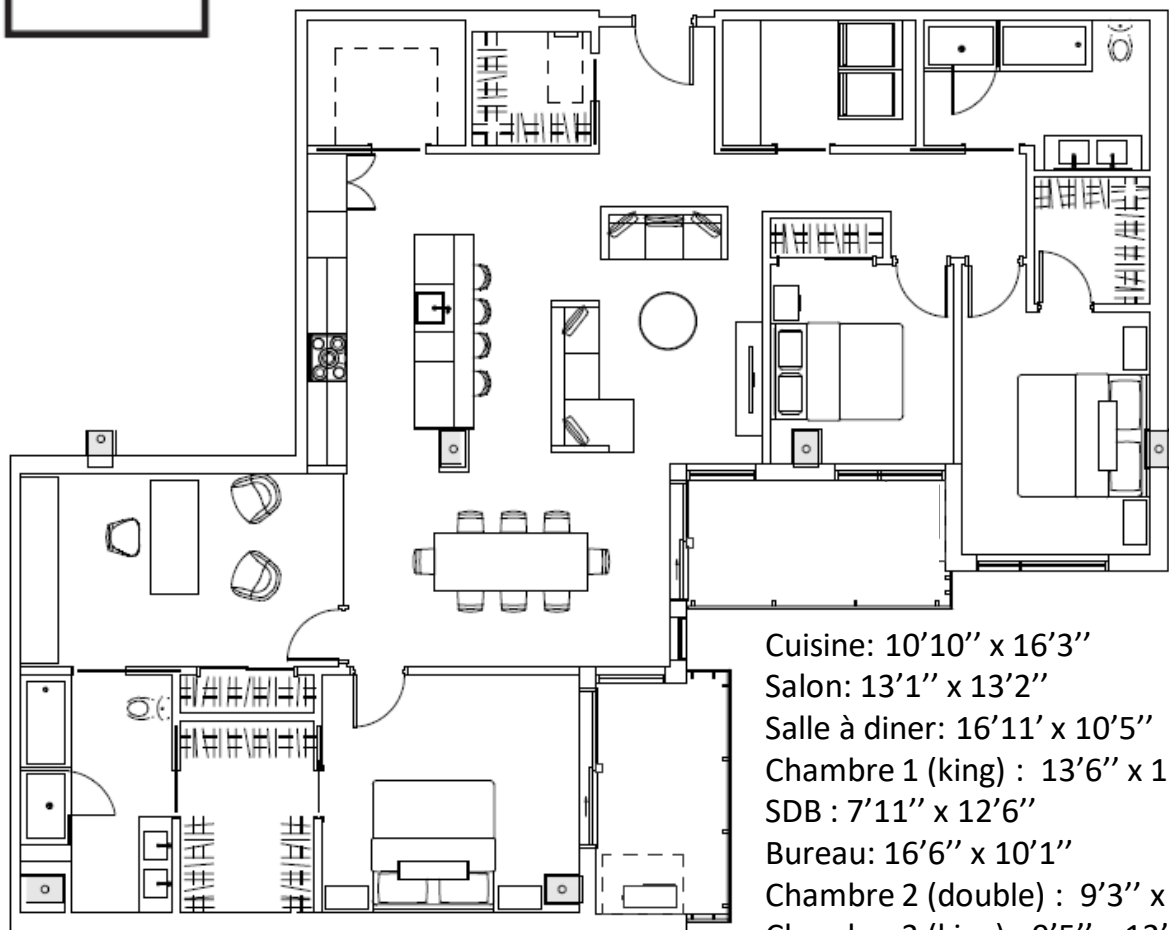 Cuisine: 10’10’’ x 16’3’’
Salon: 13’1’’ x 13’2’’
Salle à diner: 16’11’ x 10’5’’
Chambre 1 (king) : 13’6’’ x 1
SDB : 7’11’’ x 12’6’’
Bureau: 16’6’’ x 10’1’’
Chambre 2 (double) : 9’3’’ x